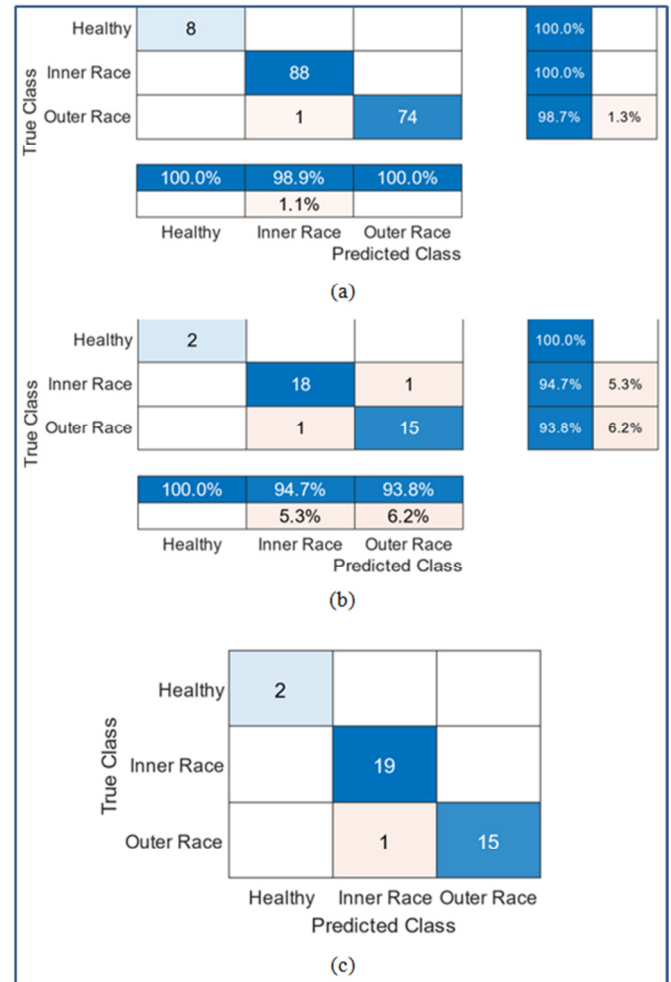 Healthy 8 100.0%
Inner Race 88 100.0%
Outer Race 1 74 98.7% 1.3%
True Class
100.0% 98.9% 100.0%
1.1%
Healthy Inner Race Outer Race
Predicted Class
(a)
Healthy 2 100.0%
Inner Race 18 1 94.7% 5.3%
Outer Race 1 15 93.8% 6.2%
True Class
100.0% 94.7% 93.8%
5.3% 6.2%
Healthy Inner Race Outer Race
Predicted Class
(b)
Healthy 2
Inner Race 19
Outer Race 1 15
True Class
Healthy Inner Race Outer Race
Predicted Class
(c)